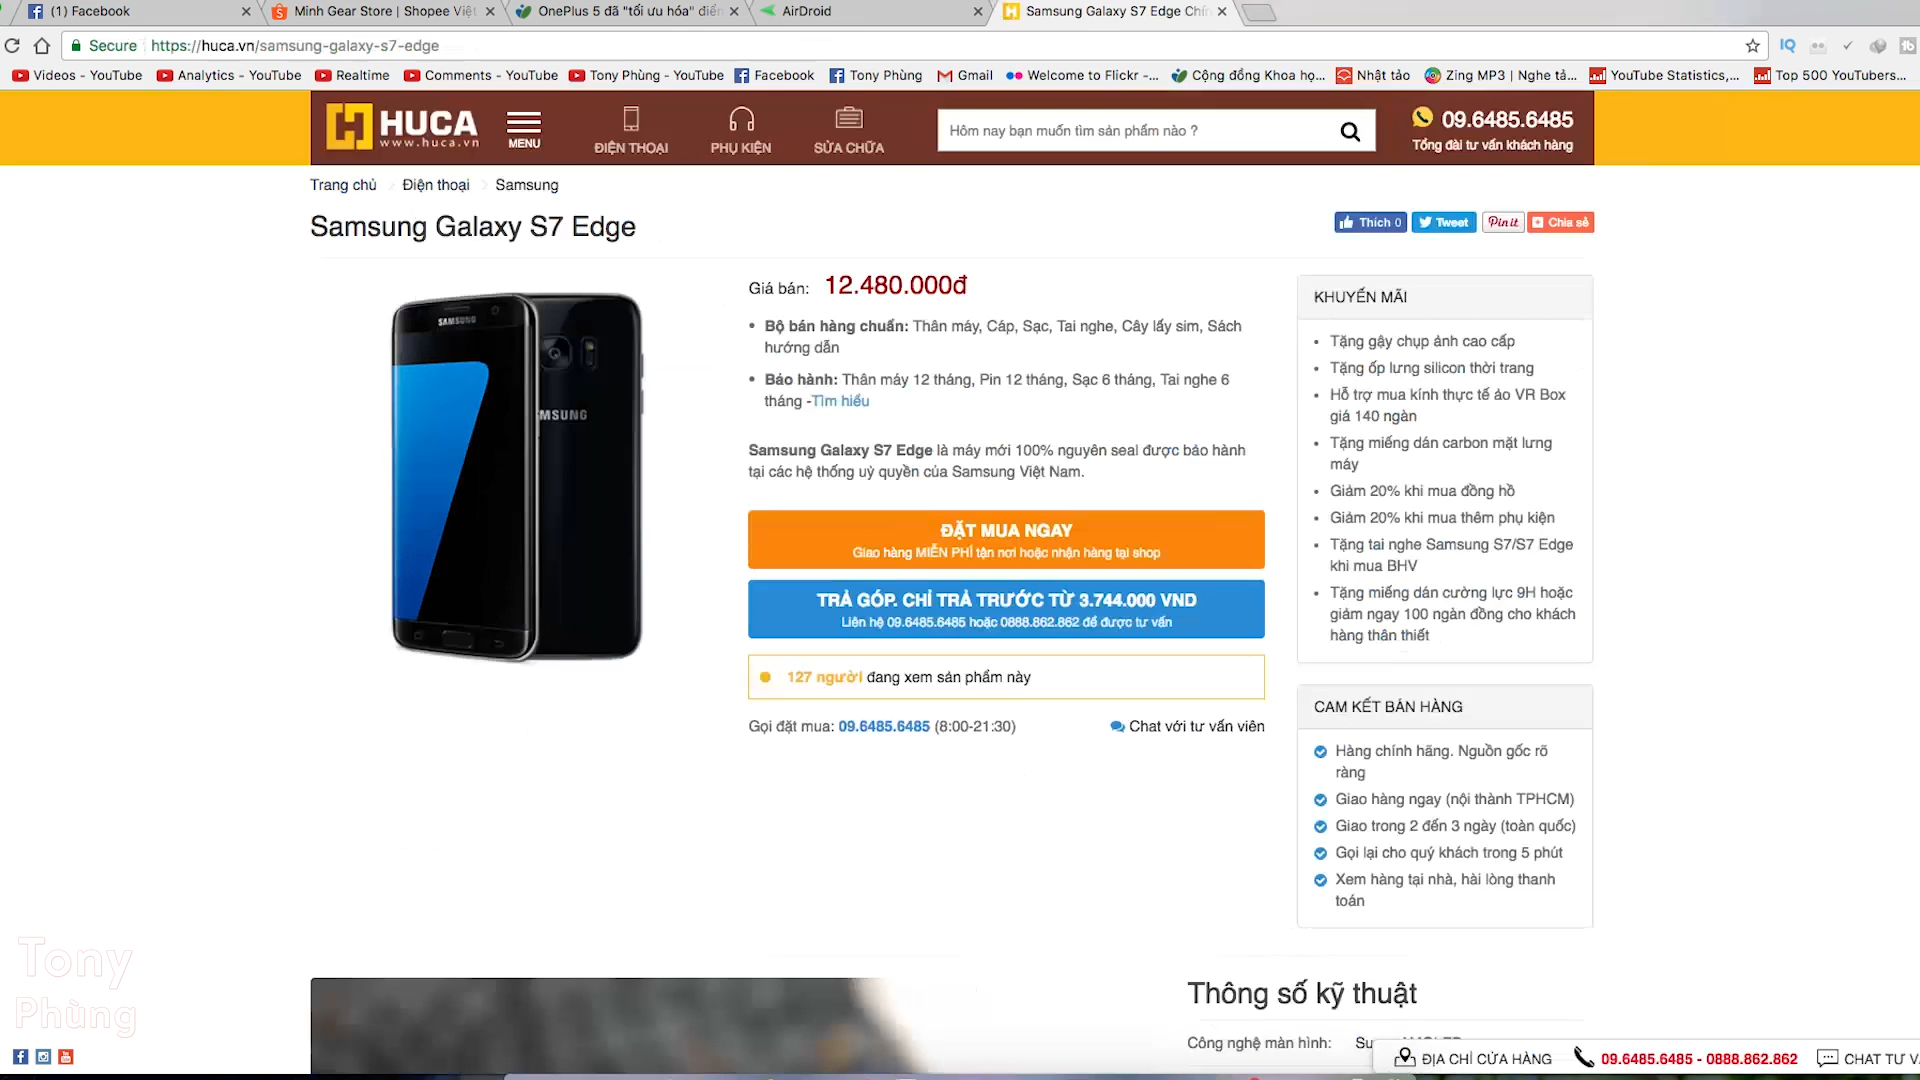 (1) Facebook
Minh Gear Store | Shopee Việt
OnePlus 5 đã "tối ưu hóa" điể
AirDroid
Samsung Galaxy S7 Edge Chín
Secure
https://huca.vn/samsung-galaxy-s7-edge
IQ
Videos - YouTube
Analytics - YouTube
Realtime
Comments - YouTube
Tony Phùng - YouTube
Facebook
Tony Phùng
Gmail
Welcome to Flickr -...
Cộng đồng Khoa họ...
Nhật tảo
Zing MP3 | Nghe tả...
YouTube Statistics,...
Top 500 YouTubers...
HUCA
www.huca.vn
MENU
ĐIỆN THOẠI
PHỤ KIỆN
SỬA CHỮA
Hôm nay bạn muốn tìm sản phẩm nào ?
09.6485.6485
Tổng đài tư vấn khách hàng
Trang chủ
Điện thoại
Samsung
Samsung Galaxy S7 Edge
Thích 0
Tweet
Pin it
Chia sẻ
SAMSUNG
MSUNG
Giá bán: 12.480.000đ
• Bộ bán hàng chuẩn: Thân máy, Cáp, Sạc, Tai nghe, Cây lấy sim, Sách
hướng dẫn
• Bảo hành: Thân máy 12 tháng, Pin 12 tháng, Sạc 6 tháng, Tai nghe 6
tháng -Tìm hiểu
Samsung Galaxy S7 Edge là máy mới 100% nguyên seal được bảo hành
tại các hệ thống uỷ quyền của Samsung Việt Nam.
ĐẶT MUA NGAY
Giao hàng MIỄN PHÍ tận nơi hoặc nhận hàng tại shop
TRẢ GÓP. CHỈ TRẢ TRƯỚC TỪ 3.744.000 VND
Liên hệ 09.6485.6485 hoặc 0888.862.862 để được tư vấn
127 người đang xem sản phẩm này
Gọi đặt mua: 09.6485.6485 (8:00-21:30)
Chat với tư vấn viên
KHUYẾN MÃI
• Tặng gậy chụp ảnh cao cấp
• Tặng ốp lưng silicon thời trang
• Hỗ trợ mua kính thực tế ảo VR Box
giá 140 ngàn
• Tặng miếng dán carbon mặt lưng
máy
• Giảm 20% khi mua đồng hồ
• Giảm 20% khi mua thêm phụ kiện
• Tặng tai nghe Samsung S7/S7 Edge
khi mua BHV
• Tặng miếng dán cường lực 9H hoặc
giảm ngay 100 ngàn đồng cho khách
hàng thân thiết
CAM KẾT BÁN HÀNG
Hàng chính hãng. Nguồn gốc rõ
ràng
Giao hàng ngay (nội thành TPHCM)
Giao trong 2 đến 3 ngày (toàn quốc)
Gọi lại cho quý khách trong 5 phút
Xem hàng tại nhà, hài lòng thanh
toán
Tony
Phùng
Thông số kỹ thuật
Công nghệ màn hình:
ĐỊA CHỈ CỬA HÀNG
09.6485.6485 - 0888.862.862
CHAT TƯ V